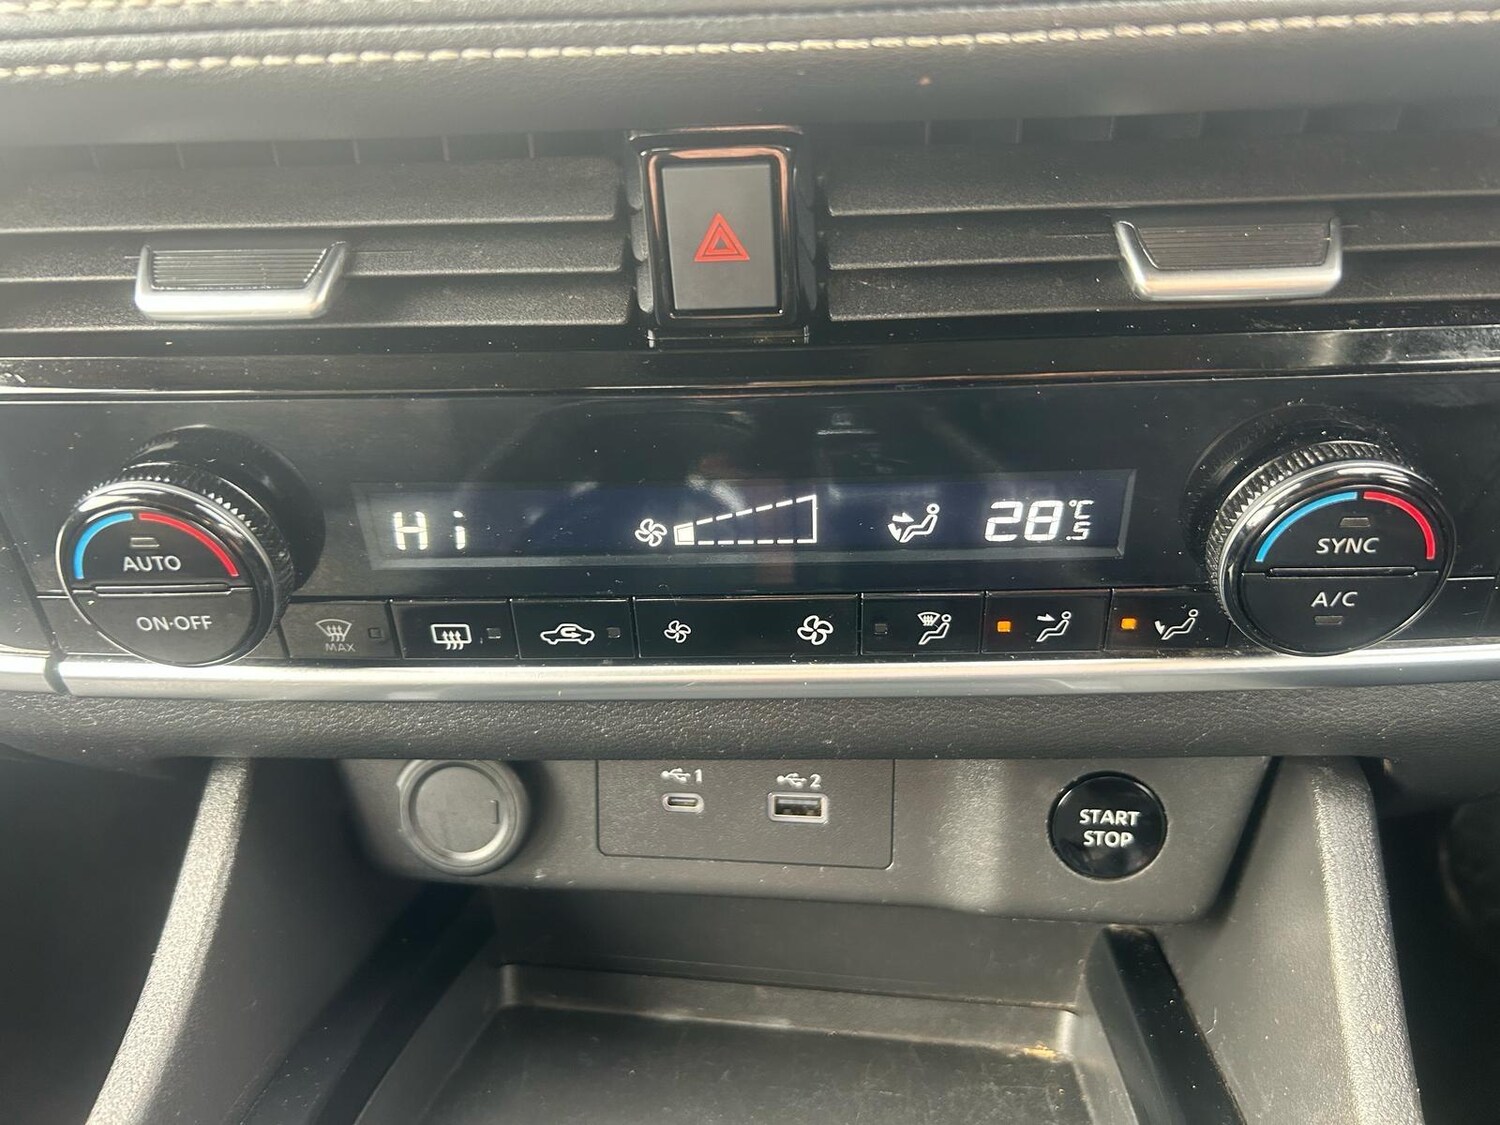 Hi
28.5°C
AUTO
ON·OFF
SYNC
A/C
MAX
1
2
START
STOP